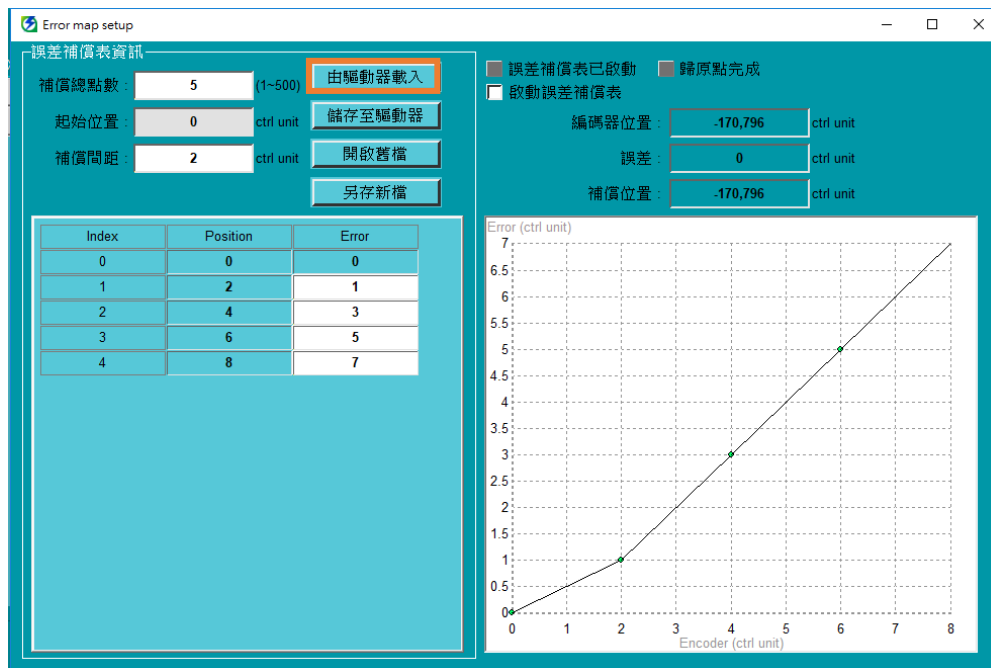 Error map setup
誤差補償表資訊
補償總點數 : 5 (1~500)
起始位置 : 0 ctrl unit
補償間距 : 2 ctrl unit
由驅動器載入
儲存至驅動器
開啟舊檔
另存新檔
Index Position Error
0 0 0
1 2 1
2 4 3
3 6 5
4 8 7
誤差補償表已啟動 歸原點完成
啟動誤差補償表
編碼器位置 : -170,796 ctrl unit
誤差 : 0 ctrl unit
補償位置 : -170,796 ctrl unit
Error (ctrl unit)
7
6.5
6
5.5
5
4.5
4
3.5
3
2.5
2
1.5
1
0.5
0
0 1 2 3 4 5 6 7 8
Encoder (ctrl unit)